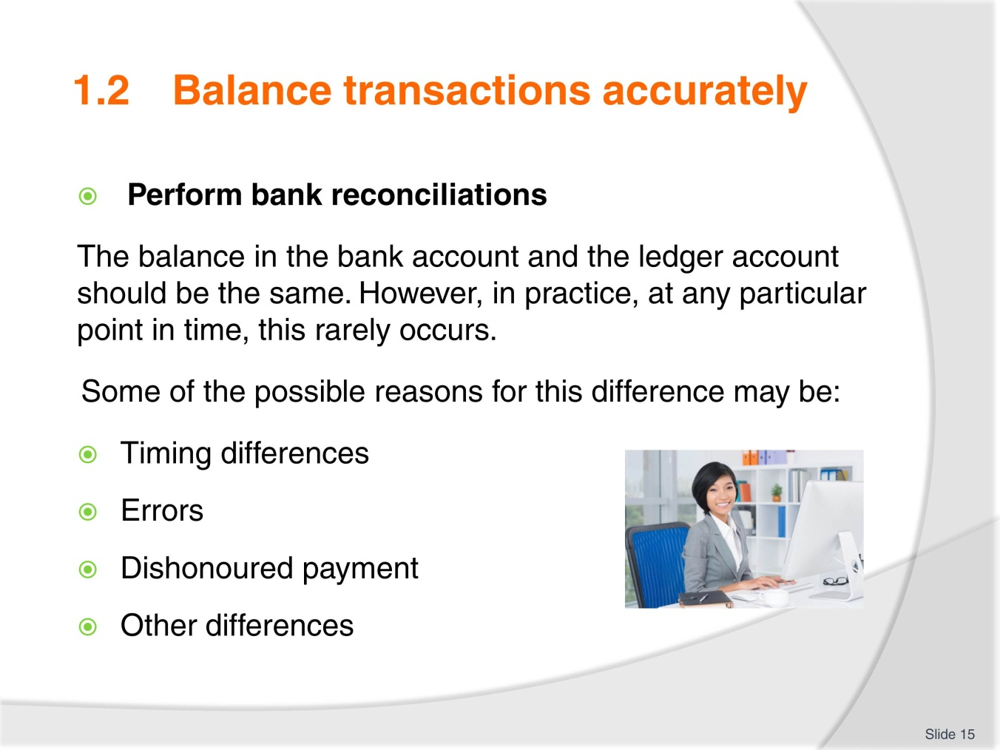 1.2 Balance transactions accurately
Perform bank reconciliations
The balance in the bank account and the ledger account
should be the same. However, in practice, at any particular
point in time, this rarely occurs.
Some of the possible reasons for this difference may be:
Timing differences
Errors
Dishonoured payment
Other differences
Slide 15